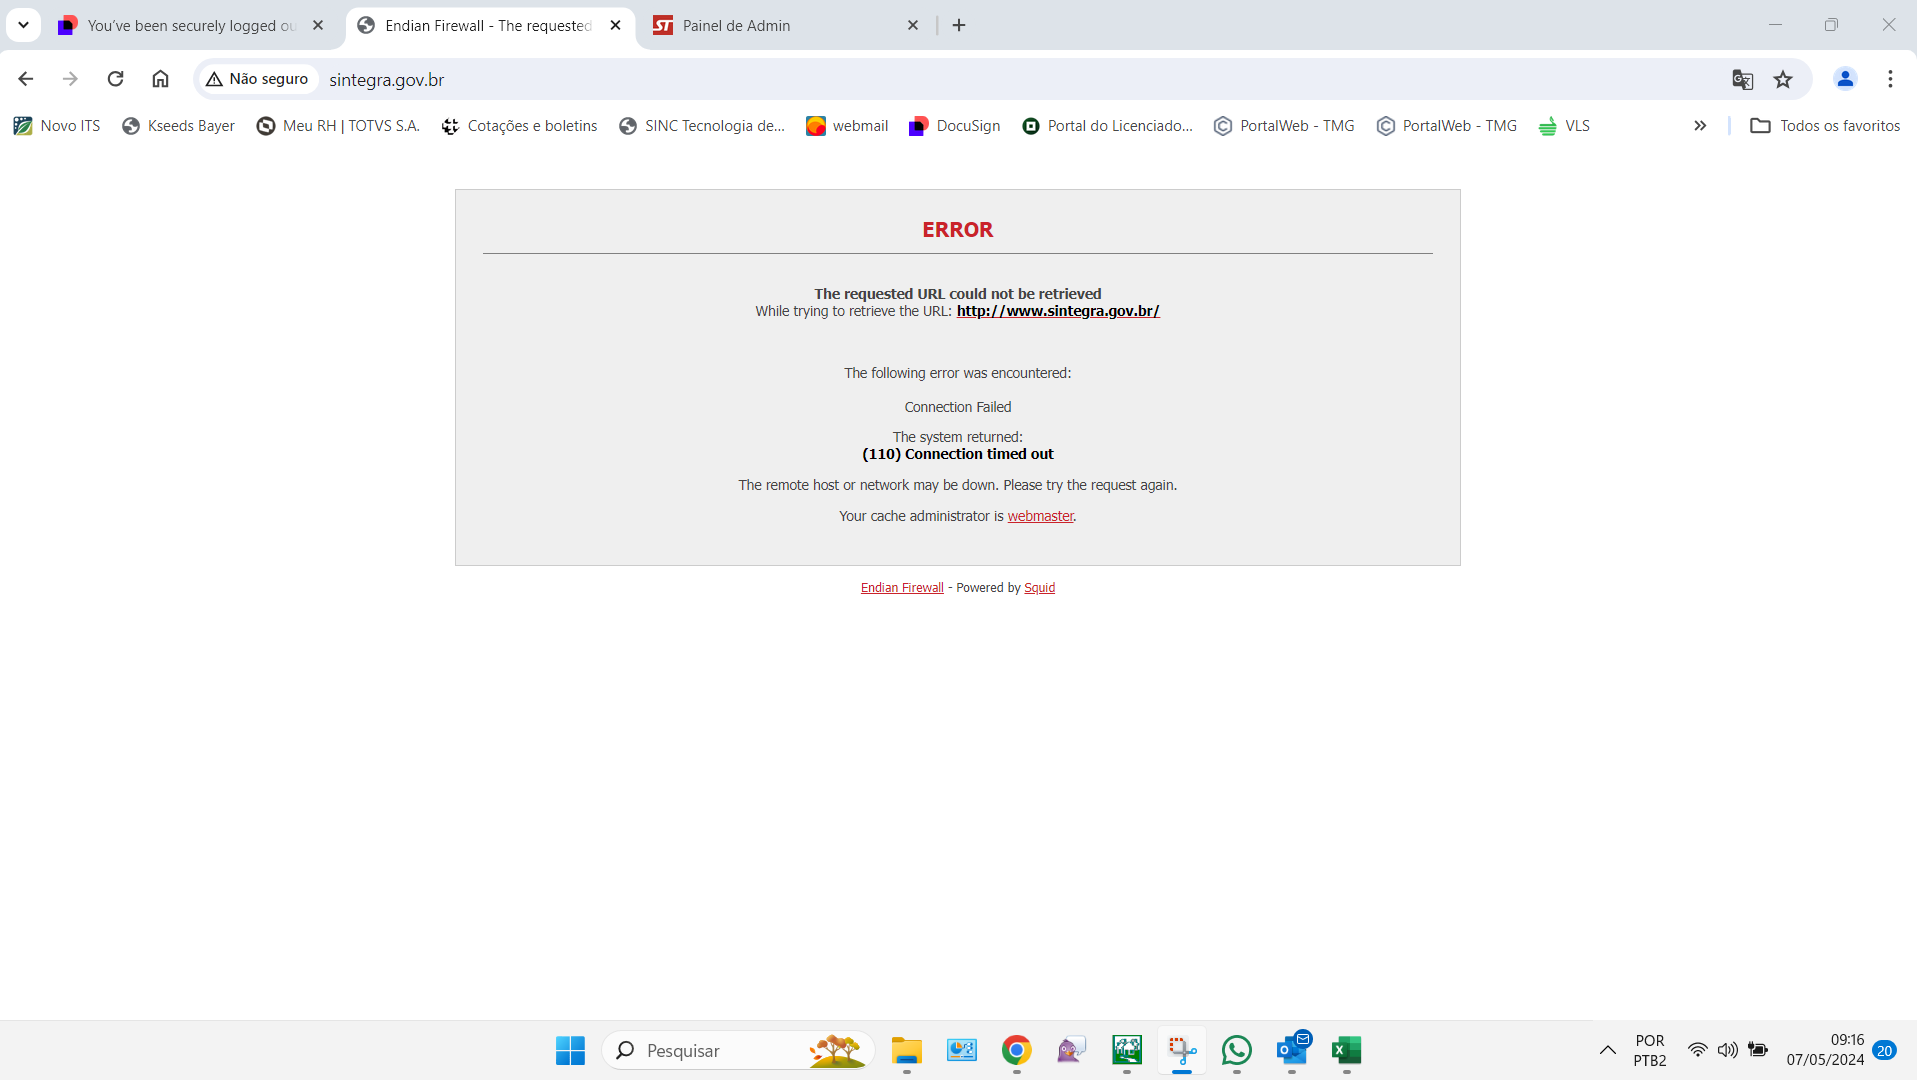 You've been securely logged ou
Endian Firewall - The requested
Painel de Admin
Não seguro
sintegra.gov.br
Novo ITS
Kseeds Bayer
Meu RH | TOTVS S.A.
Cotações e boletins
SINC Tecnologia de...
webmail
DocuSign
Portal do Licenciado...
PortalWeb - TMG
PortalWeb - TMG
VLS
Todos os favoritos
ERROR
The requested URL could not be retrieved
While trying to retrieve the URL: http://www.sintegra.gov.br/
The following error was encountered:
Connection Failed
The system returned:
(110) Connection timed out
The remote host or network may be down. Please try the request again.
Your cache administrator is webmaster.
Endian Firewall - Powered by Squid
Pesquisar
POR
PTB2
09:16
07/05/2024
20